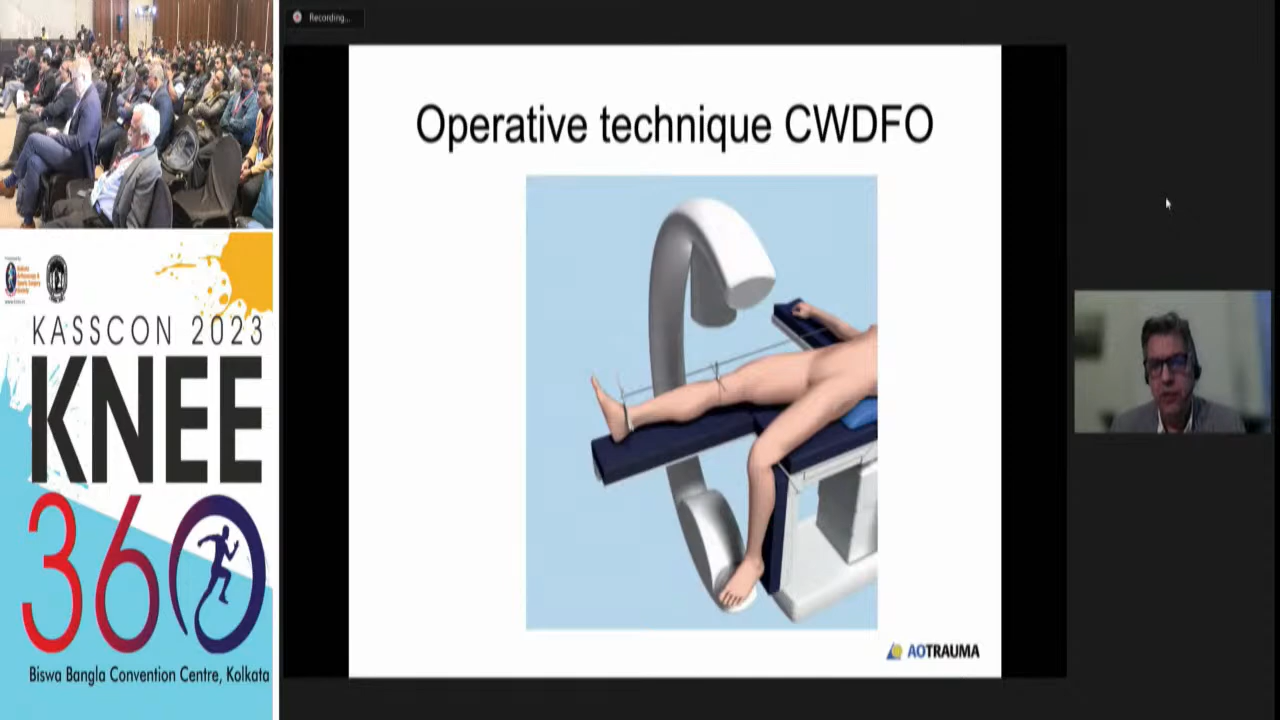 Recording...
Operative technique CWDFO
AOTRAUMA
KASSCON 2023
KNEE
360
Biswa Bangla Convention Centre, Kolkata